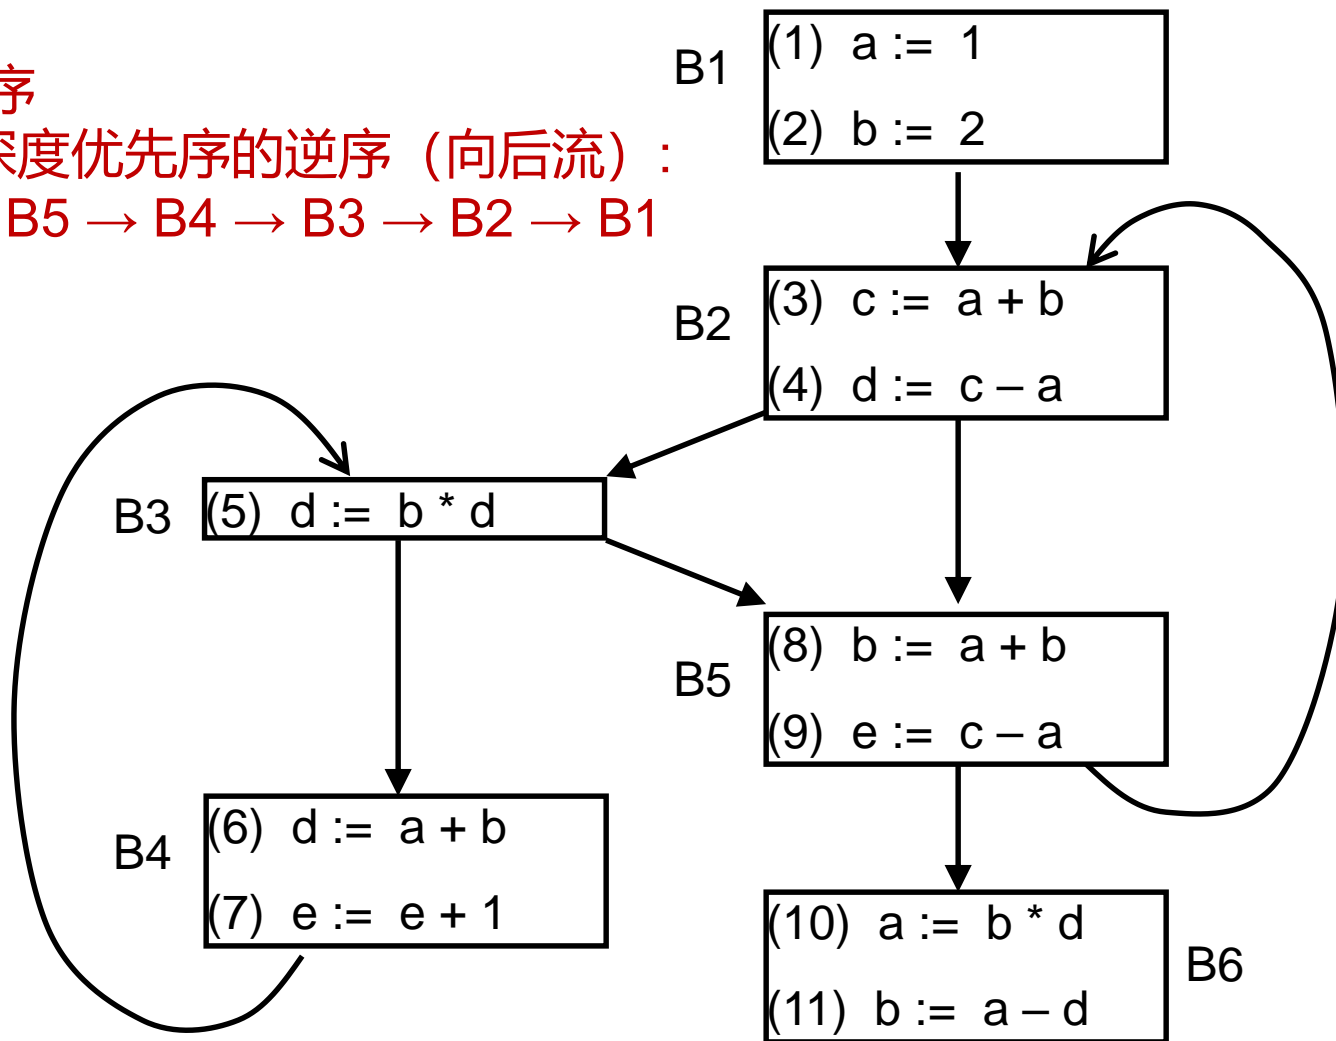 序
深度优先序的逆序（向后流）:
B5 → B4 → B3 → B2 → B1
B1
(1) a := 1
(2) b := 2
B2
(3) c := a + b
(4) d := c – a
B3
(5) d := b * d
B5
(8) b := a + b
(9) e := c – a
B4
(6) d := a + b
(7) e := e + 1
(10) a := b * d
(11) b := a – d
B6